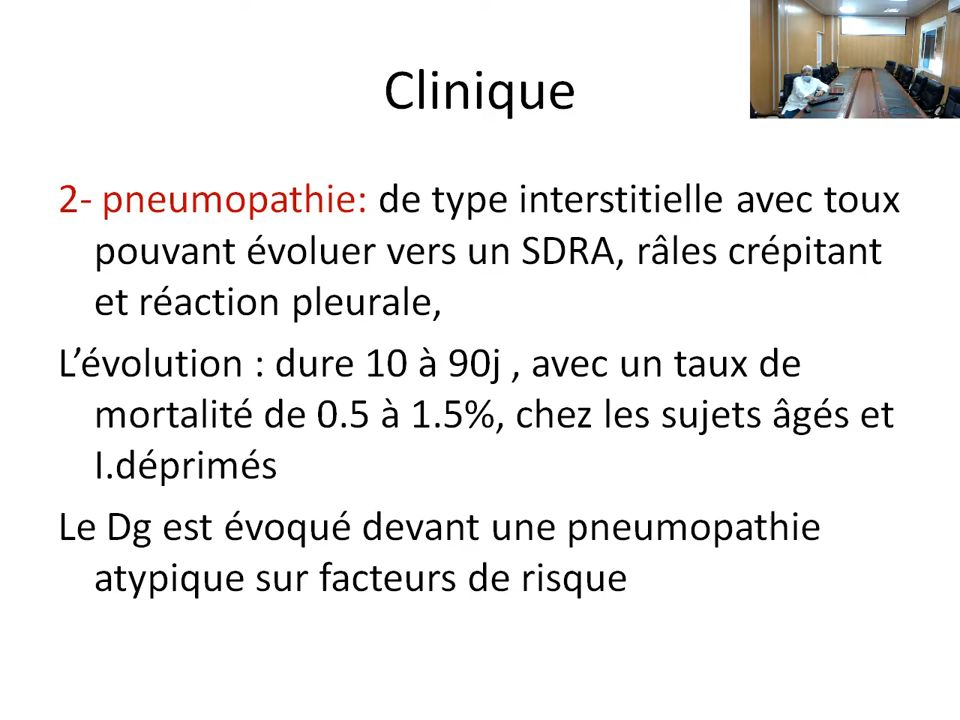 Clinique
2- pneumopathie: de type interstitielle avec toux
pouvant évoluer vers un SDRA, râles crépitant
et réaction pleurale,
L’évolution : dure 10 à 90j , avec un taux de
mortalité de 0.5 à 1.5%, chez les sujets âgés et
I.déprimés
Le Dg est évoqué devant une pneumopathie
atypique sur facteurs de risque